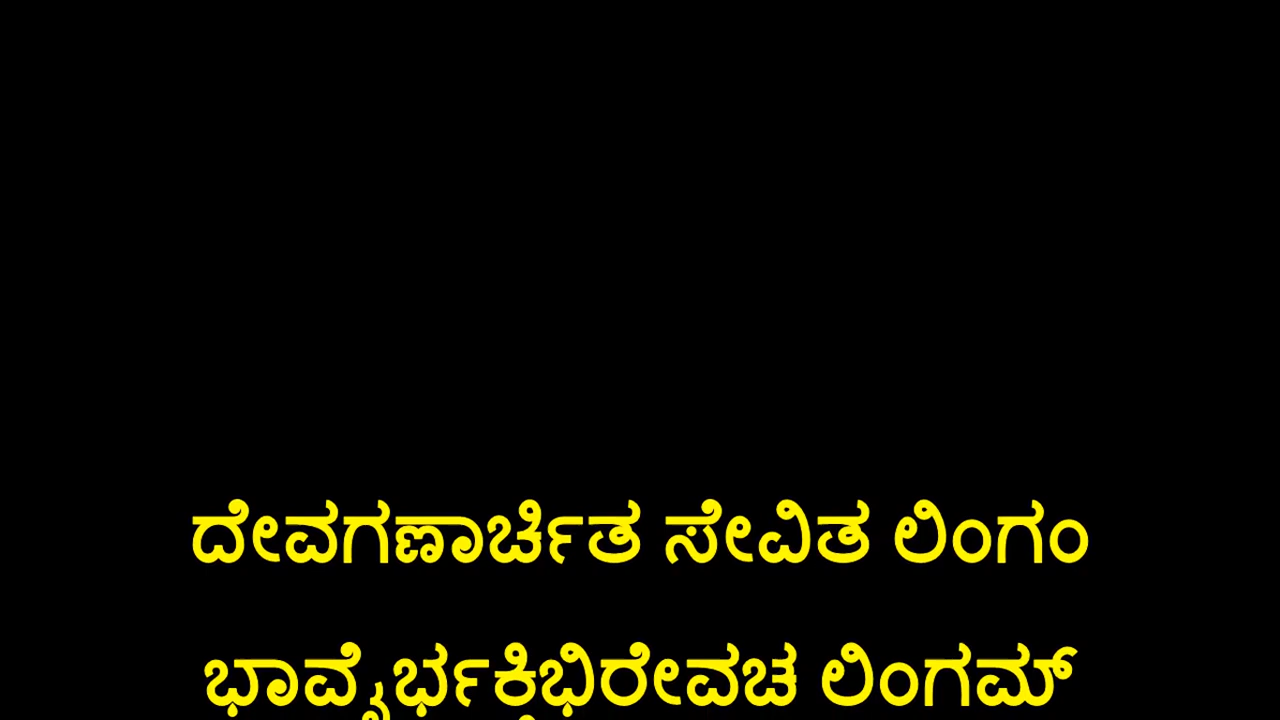 ದೇವಗಣಾರ್ಚಿತ ಸೇವಿತ ಲಿಂಗಂ
ಭಾವೈರ್ಭಕ್ತಿಭಿರೇವಚ ಲಿಂಗಮ್